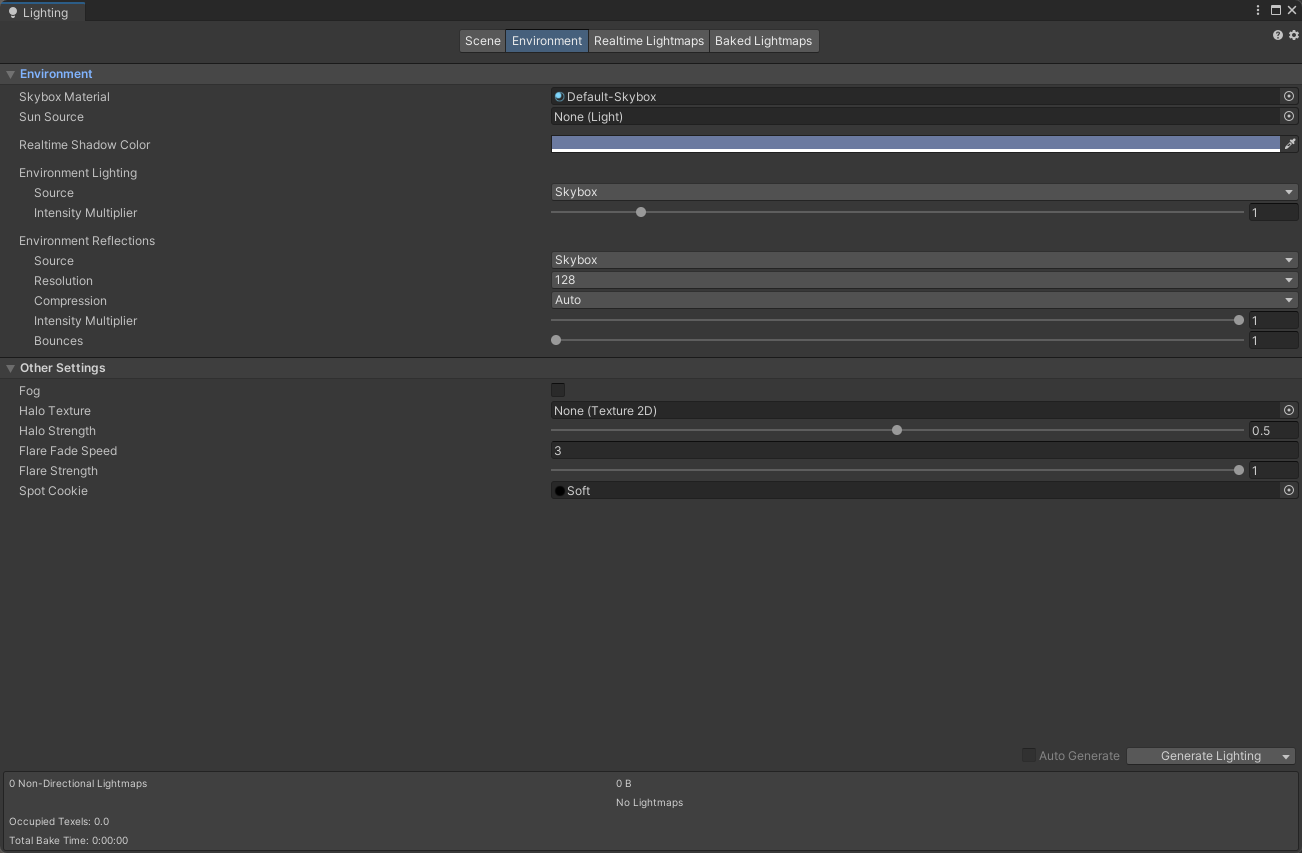 Lighting
Scene Environment Realtime Lightmaps Baked Lightmaps
Environment
Skybox Material Default-Skybox
Sun Source None (Light)
Realtime Shadow Color
Environment Lighting
Source Skybox
Intensity Multiplier 1
Environment Reflections
Source Skybox
Resolution 128
Compression Auto
Intensity Multiplier 1
Bounces 1
Other Settings
Fog
Halo Texture None (Texture 2D)
Halo Strength 0.5
Flare Fade Speed 3
Flare Strength 1
Spot Cookie Soft
Auto Generate Generate Lighting
0 Non-Directional Lightmaps 0 B
No Lightmaps
Occupied Texels: 0.0
Total Bake Time: 0:00:00